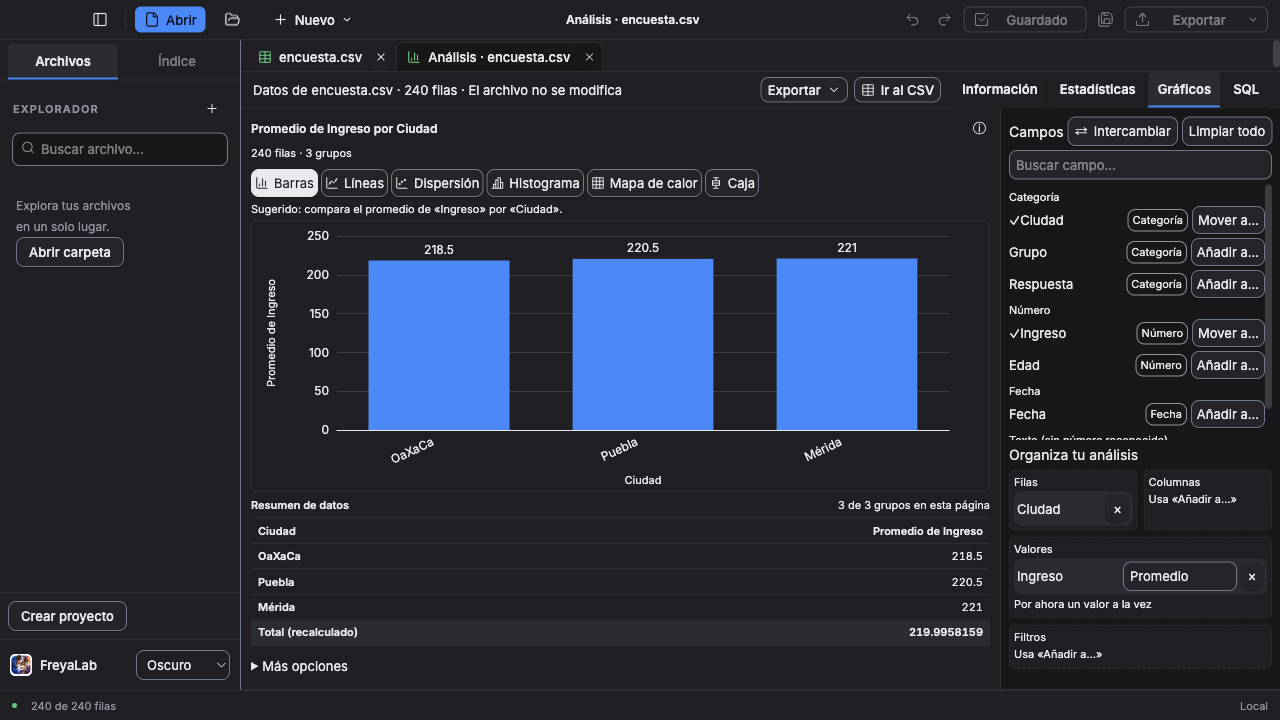 Abrir
Nuevo
Análisis · encuesta.csv
Guardado
Exportar
Archivos
Índice
encuesta.csv
Análisis · encuesta.csv
EXPLORADOR
Buscar archivo...
Explora tus archivos
en un solo lugar.
Abrir carpeta
Crear proyecto
FreyaLab
Oscuro
Datos de encuesta.csv · 240 filas · El archivo no se modifica
Exportar
Ir al CSV
Información
Estadísticas
Gráficos
SQL
Promedio de Ingreso por Ciudad
240 filas · 3 grupos
Barras
Líneas
Dispersión
Histograma
Mapa de calor
Caja
Sugerido: compara el promedio de «Ingreso» por «Ciudad».
Promedio de Ingreso
250
200
150
100
50
0
218.5
220.5
221
OaXaCa
Puebla
Mérida
Ciudad
Resumen de datos
3 de 3 grupos en esta página
Ciudad Promedio de Ingreso
OaXaCa 218.5
Puebla 220.5
Mérida 221
Total (recalculado) 219.9958159
Más opciones
Campos
Intercambiar
Limpiar todo
Buscar campo...
Categoría
✓Ciudad Categoría Mover a...
Grupo Categoría Añadir a...
Respuesta Categoría Añadir a...
Número
✓Ingreso Número Mover a...
Edad Número Añadir a...
Fecha
Fecha Fecha Añadir a...
Texto (sin número reconocido)
Organiza tu análisis
Filas
Ciudad ×
Columnas
Usa «Añadir a...»
Valores
Ingreso Promedio ×
Por ahora un valor a la vez
Filtros
Usa «Añadir a...»
240 de 240 filas
Local